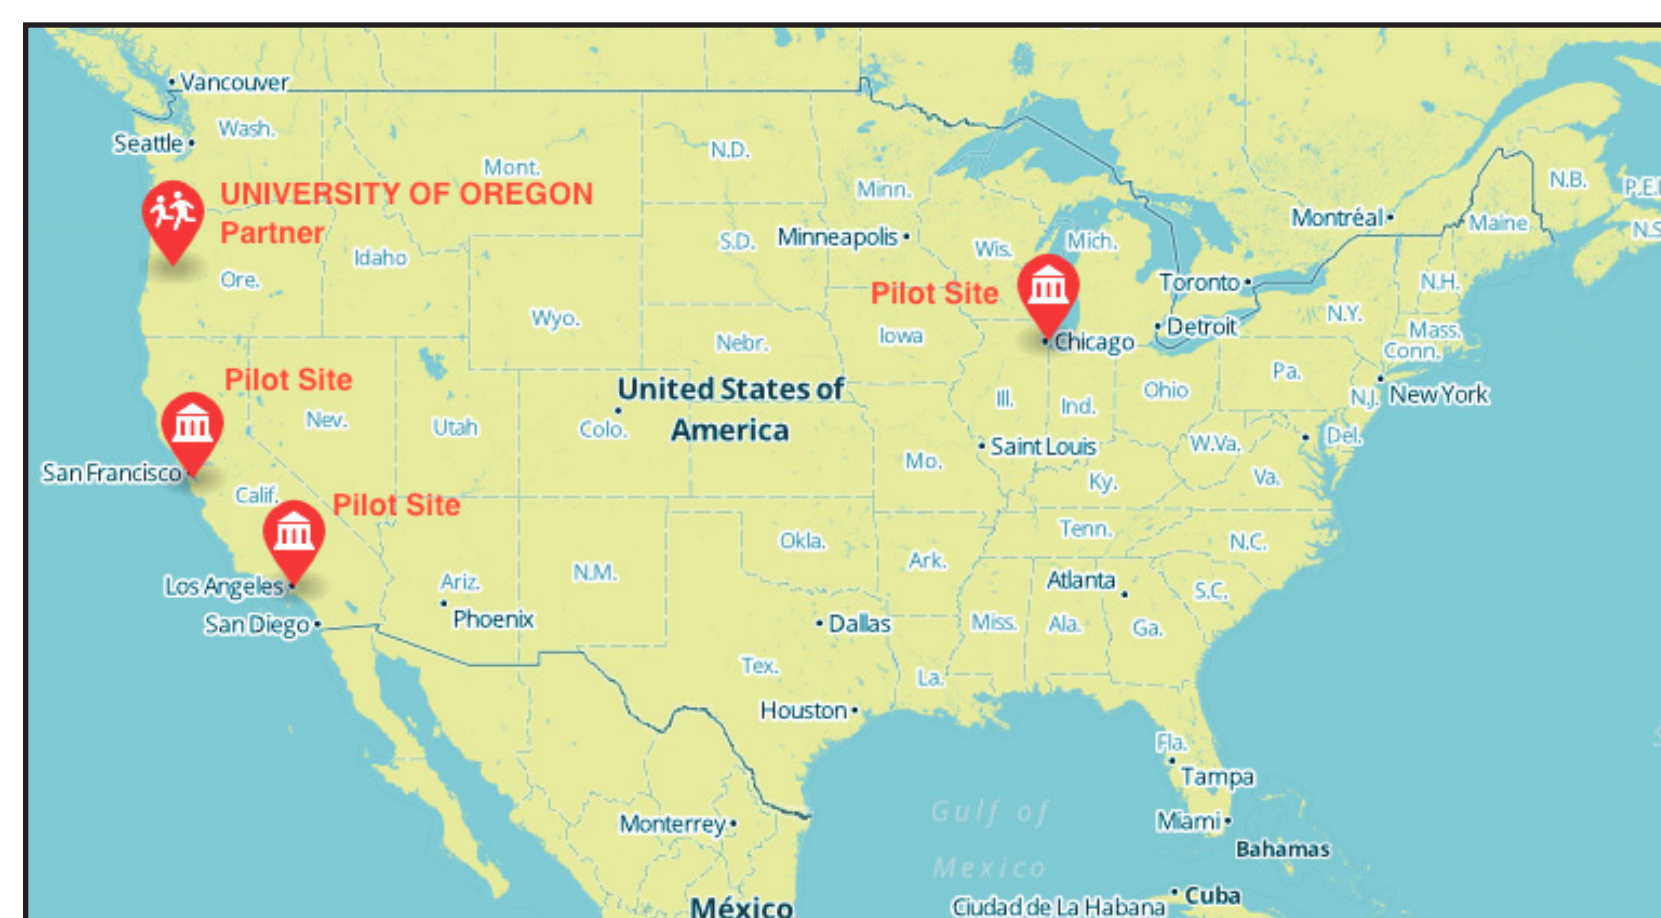 Vancouver
Seattle
Wash.
Mont.
N.D.
Minn.
N.B.
UNIVERSITY OF OREGON
Partner
Montréal
Maine
Minneapolis
S.D.
Wis.
Mich.
Idaho
Ore.
Pilot Site
Toronto
N.H.
Wyo.
N.Y.
Detroit
Mass.
Iowa
Nebr.
Chicago
Conn.
Pa.
Pilot Site
United States of
America
Ohio
N.J.
New York
Ill.
Ind.
Nev.
Utah
Colo.
Saint Louis
W.Va.
Del.
Mo.
San Francisco
Ky.
Va.
Calif.
Pilot Site
Tenn.
N.C.
Okla.
Ark.
N.M.
Ariz.
Atlanta
Los Angeles
S.C.
Phoenix
San Diego
Dallas
Miss.
Ala.
Ga.
Tex.
La.
Houston
Fla.
Tampa
Gulf of
Mexico
Monterrey
Miami
Bahamas
Cuba
Ciudad de La Habana
México